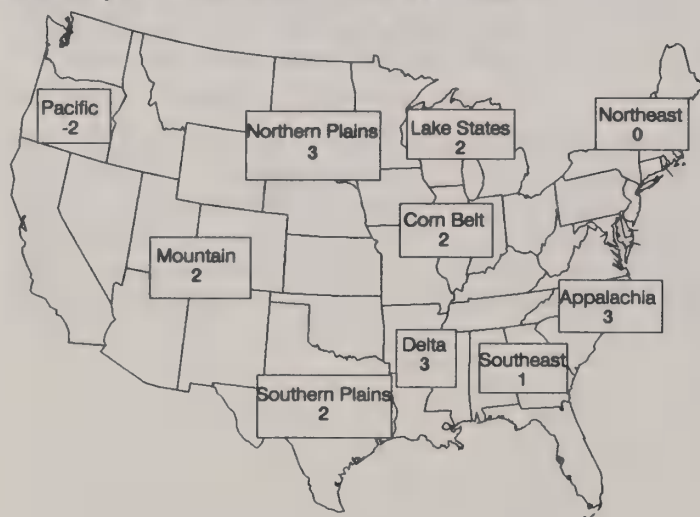 Pacific
-2
Northern Plains
3
Lake States
2
Northeast
0
Corn Belt
2
Mountain
2
Appalachia
3
Delta
3
Southeast
1
Southern Plains
2